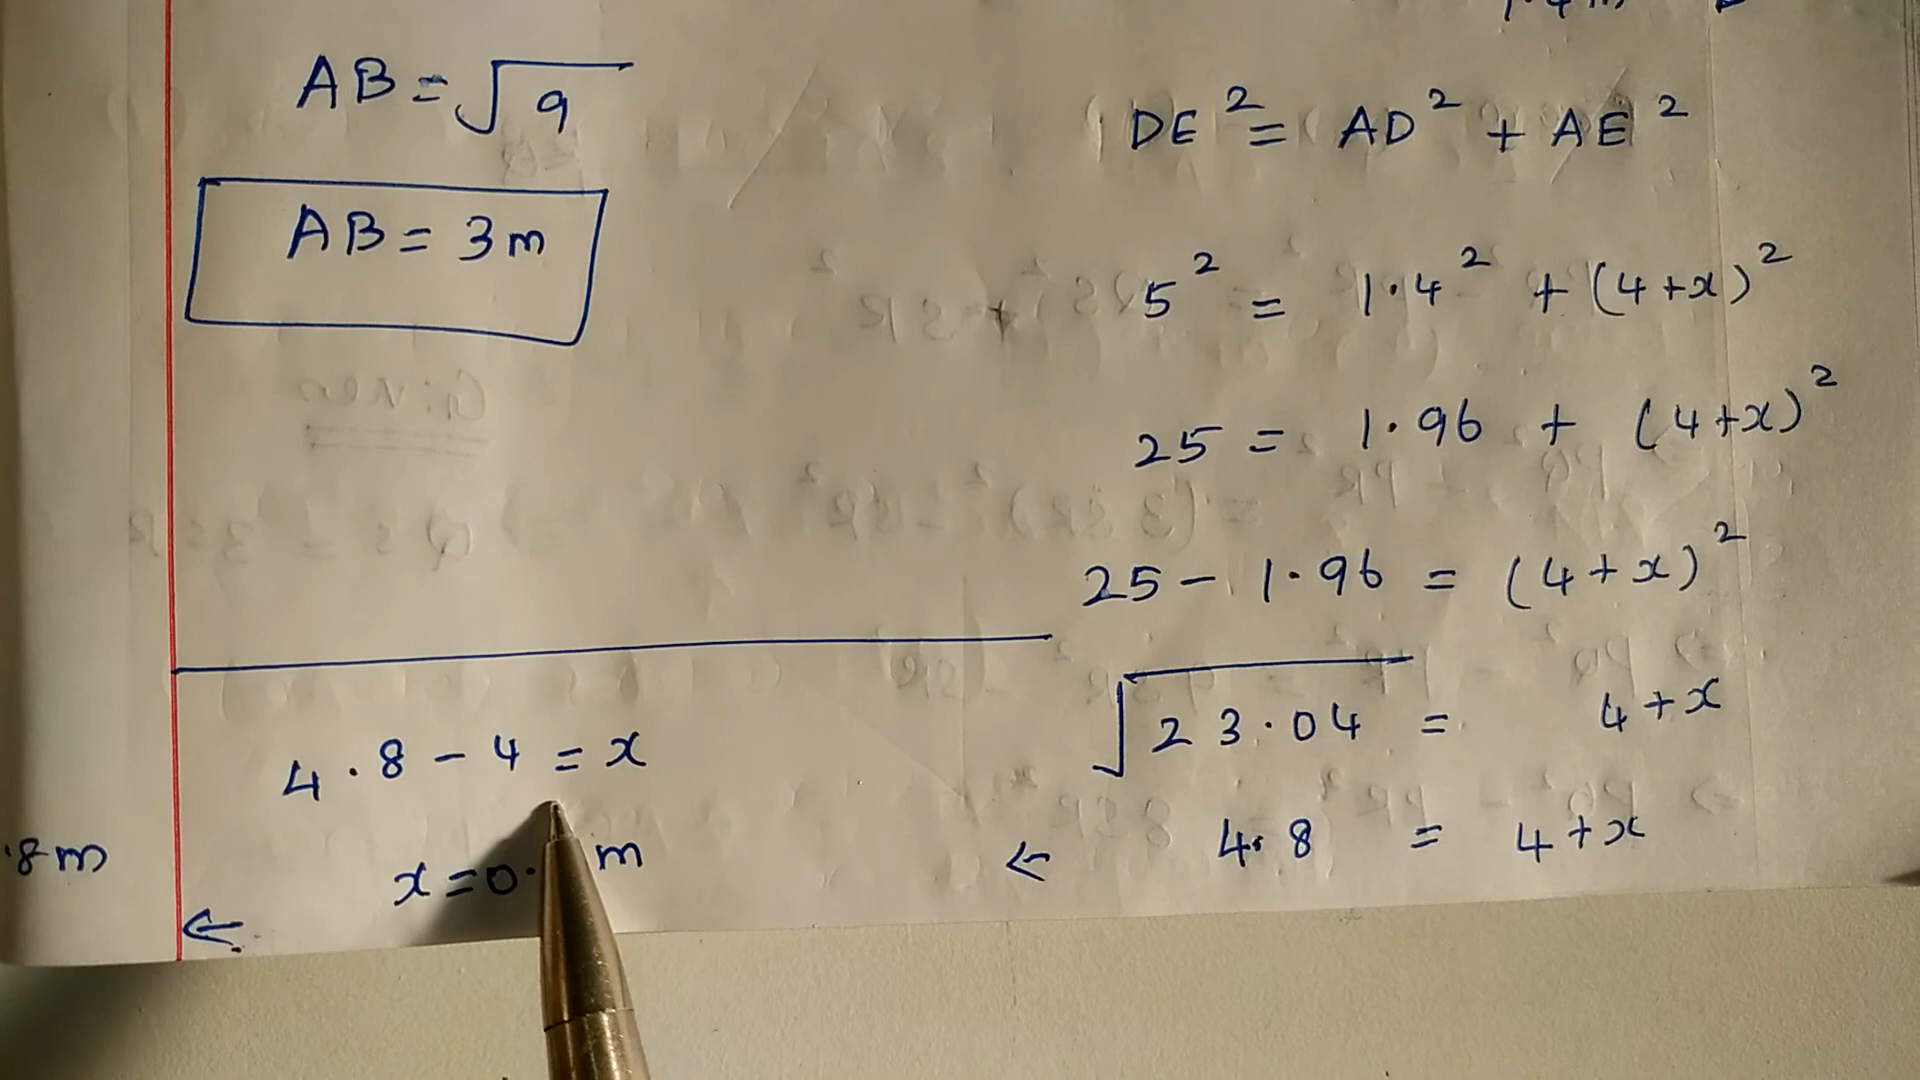 AB = √9
AB = 3m
DE² = AD² + AE²
5² = 1.4² + (4+x)²
25 = 1.96 + (4+x)²
25 - 1.96 = (4+x)²
√23.04 = 4+x
4.8 = 4+x
←
4.8 - 4 = x
x = 0. m
←
.8m